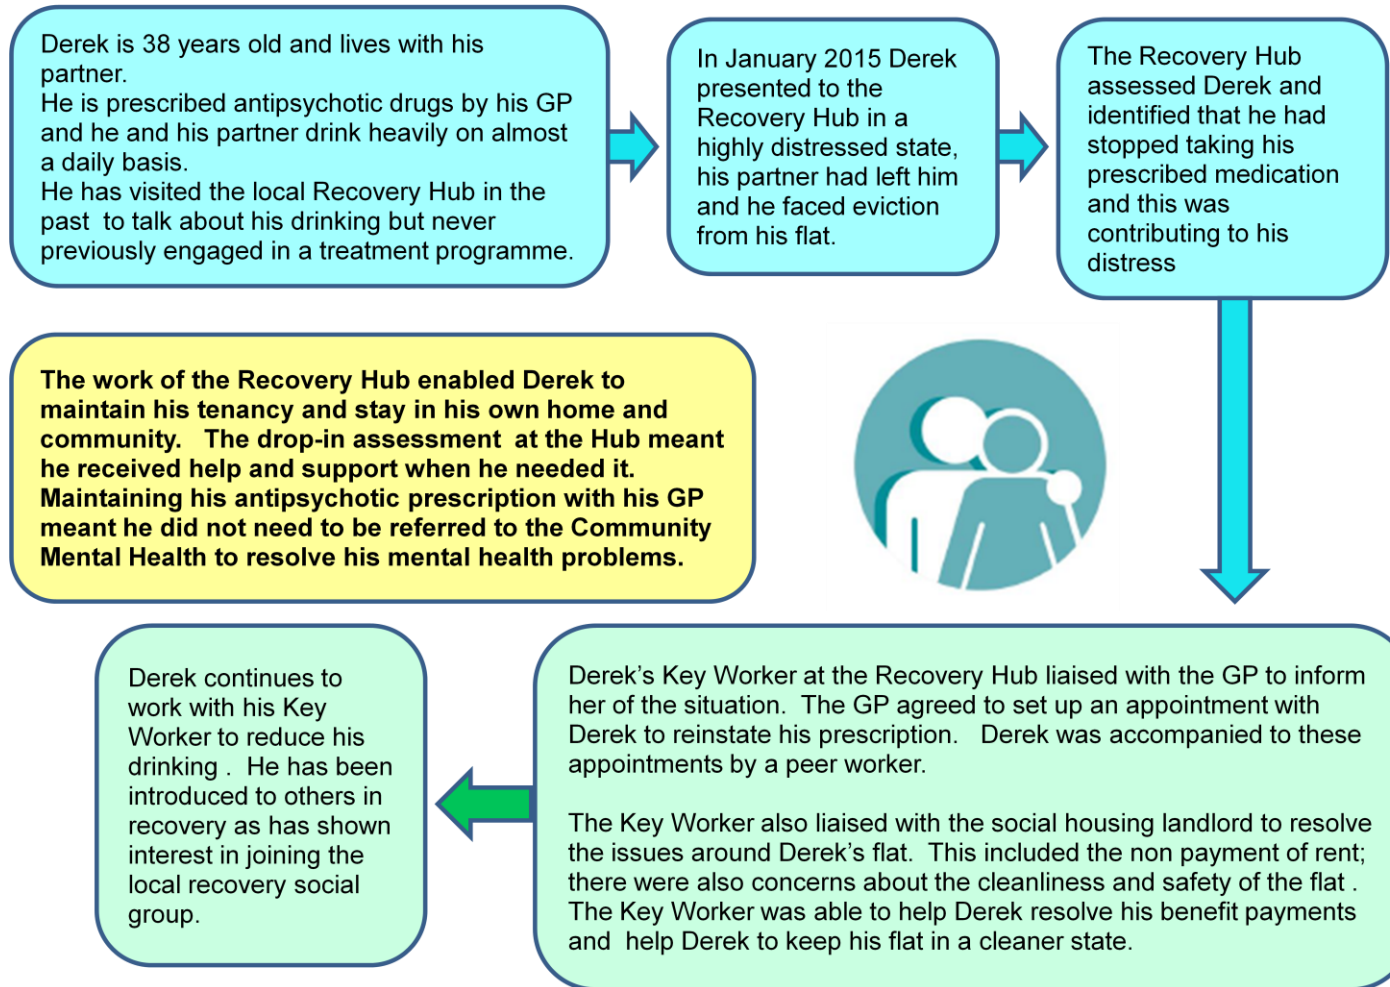 Derek is 38 years old and lives with his
partner.
He is prescribed antipsychotic drugs by his GP
and he and his partner drink heavily on almost
a daily basis.
He has visited the local Recovery Hub in the
past  to talk about his drinking but never
previously engaged in a treatment programme.
In January 2015 Derek
presented to the
Recovery Hub in a
highly distressed state,
his partner had left him
and he faced eviction
from his flat.
The Recovery Hub
assessed Derek and
identified that he had
stopped taking his
prescribed medication
and this was
contributing to his
distress
Derek's Key Worker at the Recovery Hub liaised with the GP to inform
her of the situation.  The GP agreed to set up an appointment with
Derek to reinstate his prescription.   Derek was accompanied to these
appointments by a peer worker.
The Key Worker also liaised with the social housing landlord to resolve
the issues around Derek's flat.  This included the non payment of rent;
there were also concerns about the cleanliness and safety of the flat .
The Key Worker was able to help Derek resolve his benefit payments
and  help Derek to keep his flat in a cleaner state.
Derek continues to
work with his Key
Worker to reduce his
drinking .  He has been
introduced to others in
recovery as has shown
interest in joining the
local recovery social
group.
The work of the Recovery Hub enabled Derek to
maintain his tenancy and stay in his own home and
community.   The drop-in assessment  at the Hub meant
he received help and support when he needed it.
Maintaining his antipsychotic prescription with his GP
meant he did not need to be referred to the Community
Mental Health to resolve his mental health problems.